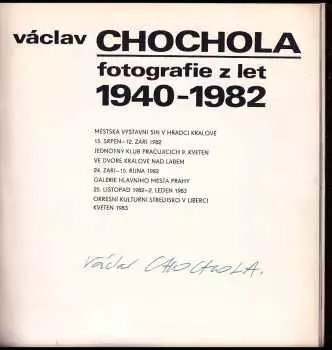 václav CHOCHOLA
fotografie z let
1940-1982
MĚSTSKÁ VÝSTAVNÍ SÍŇ V HRADCI KRÁLOVÉ
13. SRPEN–12. ZÁŘÍ 1982
JEDNOTNÝ KLUB PRACUJÍCÍCH 9. KVĚTEN
VE DVOŘE KRÁLOVÉ NAD LABEM
24. ZÁŘÍ–15. ŘÍJNA 1982
GALERIE HLAVNÍHO MĚSTA PRAHY
25. LISTOPAD 1982–2. LEDEN 1983
OKRESNÍ KULTURNÍ STŘEDISKO V LIBERCI
KVĚTEN 1983
Václav CHOCHOLA.